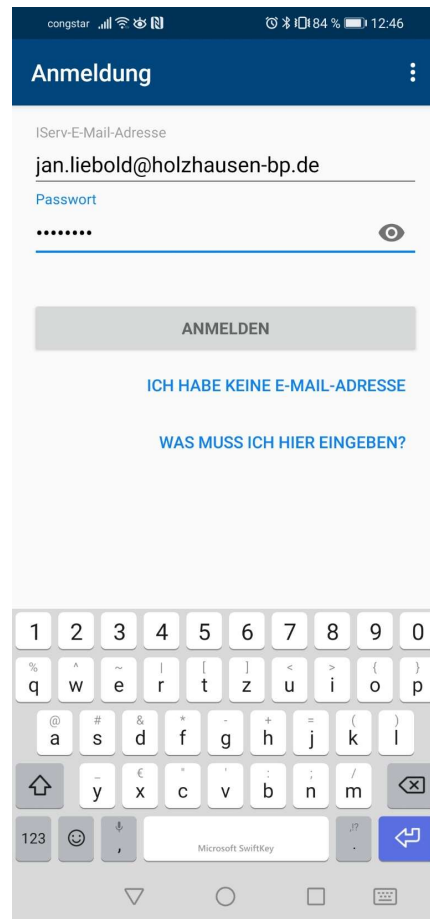 congstar 84 % 12:46
Anmeldung
IServ-E-Mail-Adresse
jan.liebold@holzhausen-bp.de
Passwort
••••••••
ANMELDEN
ICH HABE KEINE E-MAIL-ADRESSE
WAS MUSS ICH HIER EINGEBEN?
1 2 3 4 5 6 7 8 9 0
% ^ ~ | [ ] < > { }
q w e r t z u i o p
@ # & * - + = ( )
a s d f g h j k l
_ € " ' : ; /
y x c v b n m
,!?
123 , Microsoft SwiftKey .